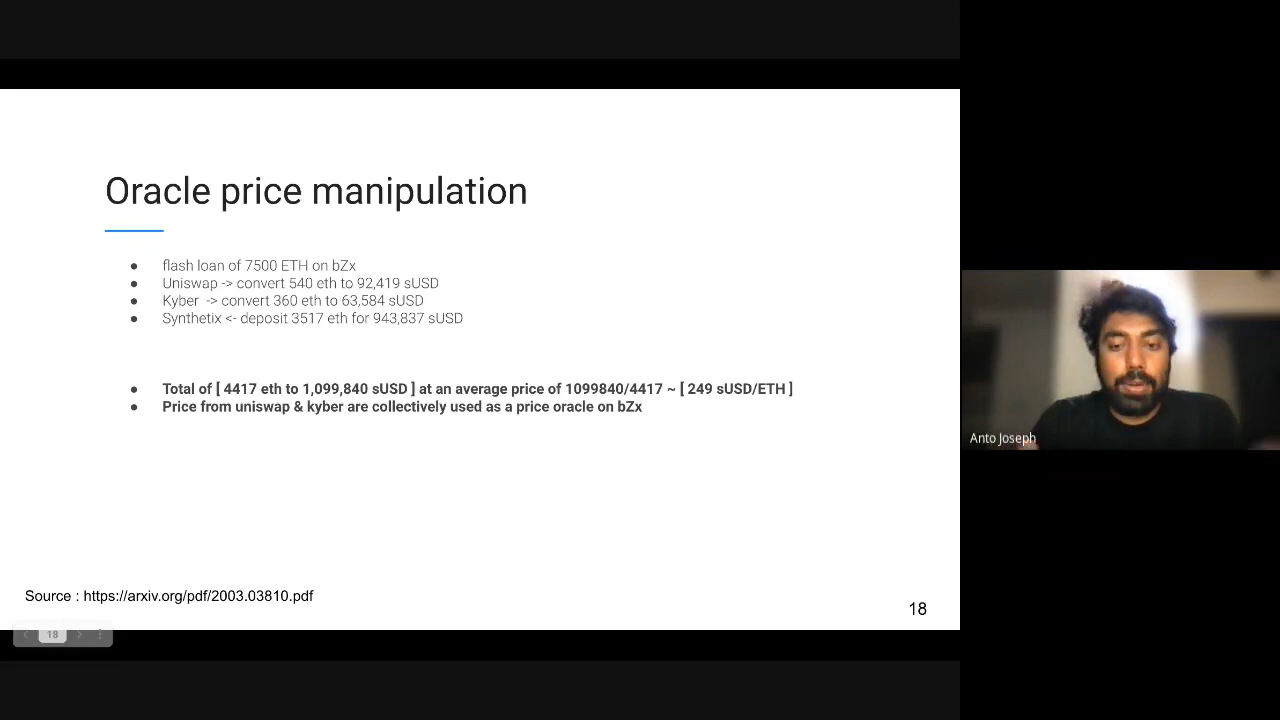 Oracle price manipulation
● flash loan of 7500 ETH on bZx
● Uniswap -> convert 540 eth to 92,419 sUSD
● Kyber -> convert 360 eth to 63,584 sUSD
● Synthetix <- deposit 3517 eth for 943,837 sUSD
● Total of [ 4417 eth to 1,099,840 sUSD ] at an average price of 1099840/4417 ~ [ 249 sUSD/ETH ]
● Price from uniswap & kyber are collectively used as a price oracle on bZx
Source : https://arxiv.org/pdf/2003.03810.pdf
18
18
Anto Joseph